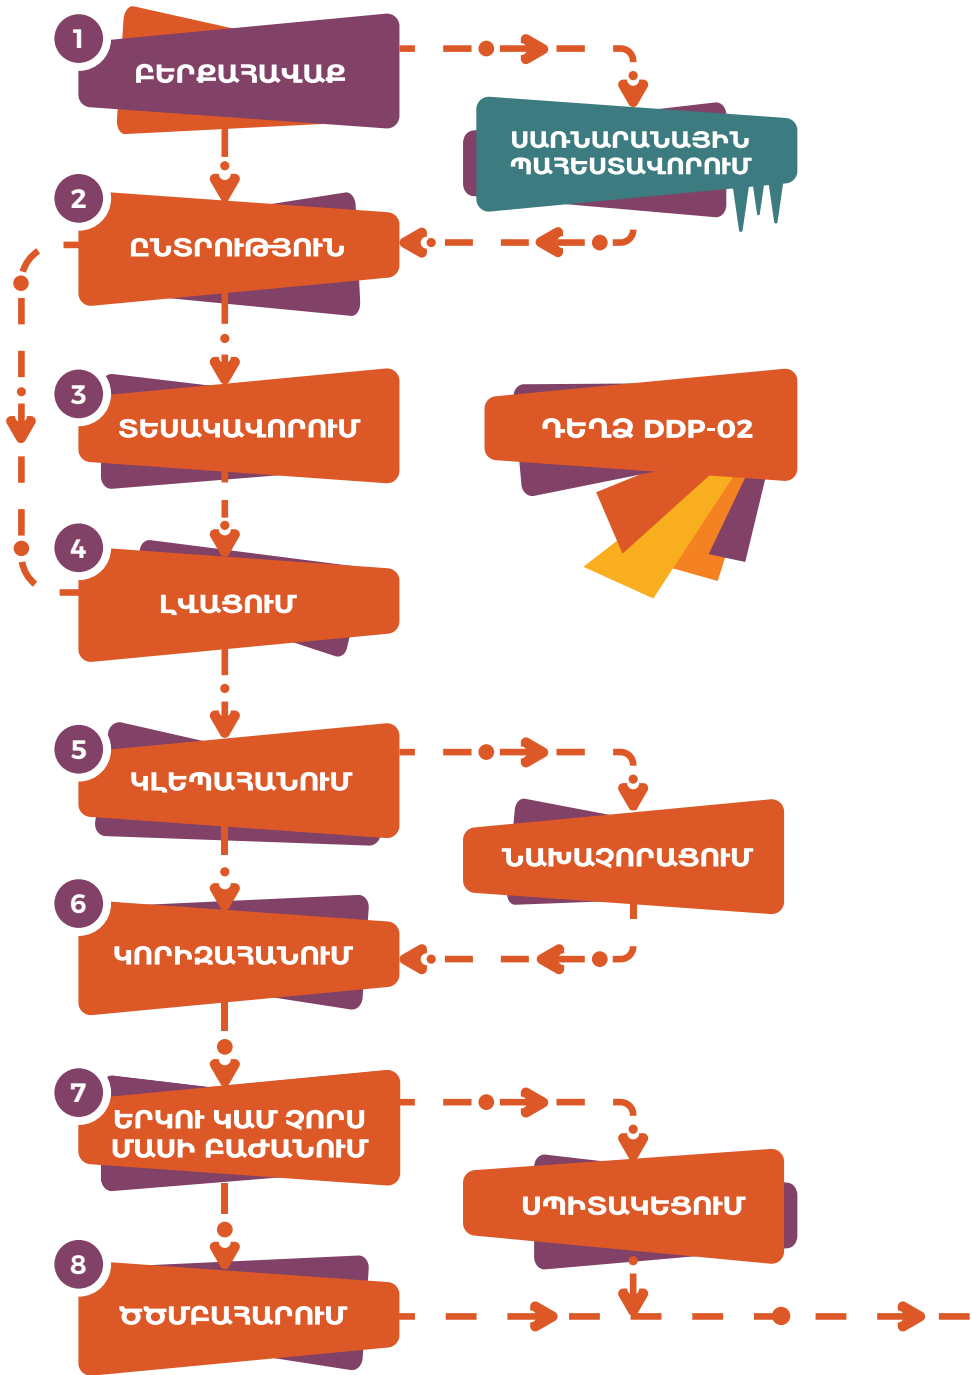 1
ԲԵՐՔԱՀԱՎԱՔ
ՍԱՌՆԱՐԱՆԱՅԻՆ
ՊԱՀԵՍՏԱՎՈՐՈՒՄ
2
ԸՆՏՐՈՒԹՅՈՒՆ
3
ՏԵՍԱԿԱՎՈՐՈՒՄ
ԴԵՂՁ DDP-02
4
ԼՎԱՑՈՒՄ
5
ԿԼԵՊԱՀԱՆՈՒՄ
ՆԱԽԱՉՈՐԱՑՈՒՄ
6
ԿՈՐԻԶԱՀԱՆՈՒՄ
7
ԵՐԿՈՒ ԿԱՄ ՉՈՐՍ
ՄԱՍԻ ԲԱԺԱՆՈՒՄ
ՍՊԻՏԱԿԵՑՈՒՄ
8
ԾԾՄԲԱՀԱՐՈՒՄ